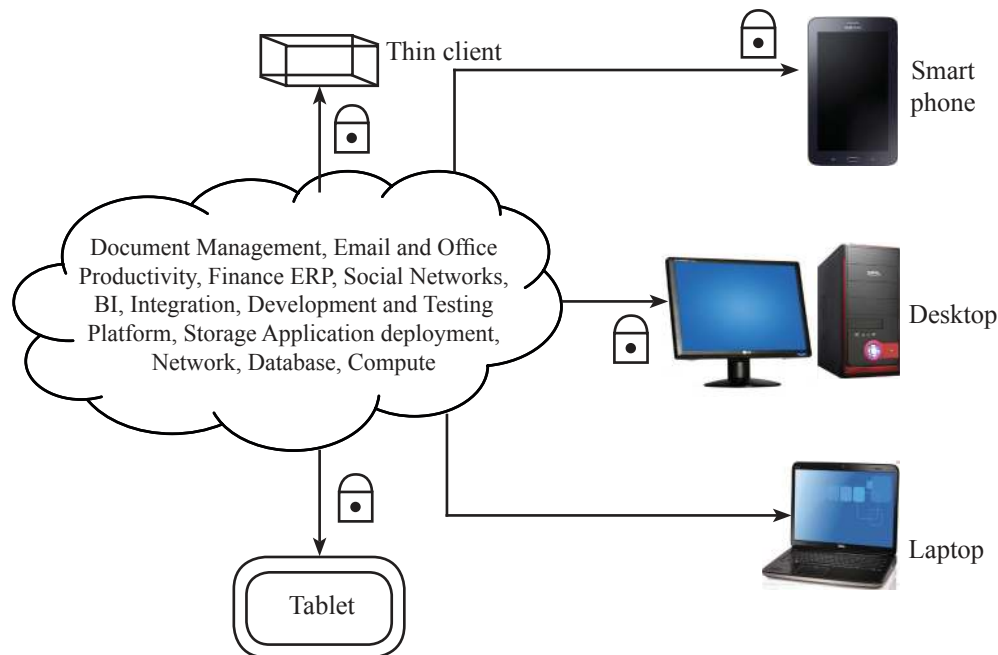 Thin client
Smart
phone
Document Management, Email and Office
Productivity, Finance ERP, Social Networks,
BI, Integration, Development and Testing
Platform, Storage Application deployment,
Network, Database, Compute
Desktop
Laptop
Tablet